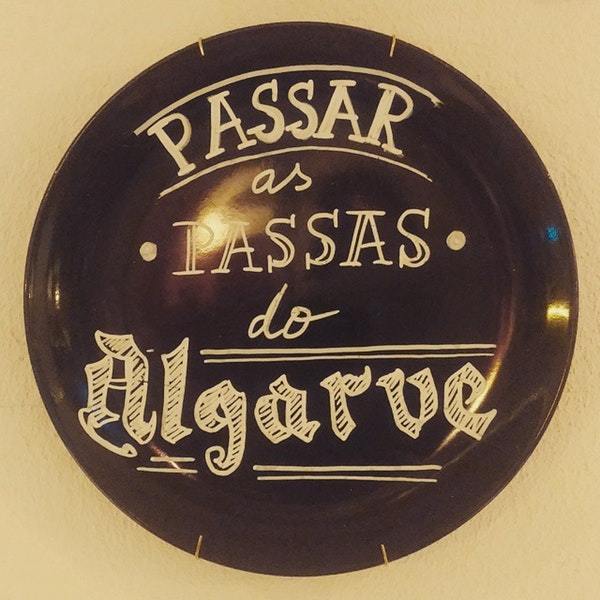 PASSAR
as
• PASSAS •
do
Algarve